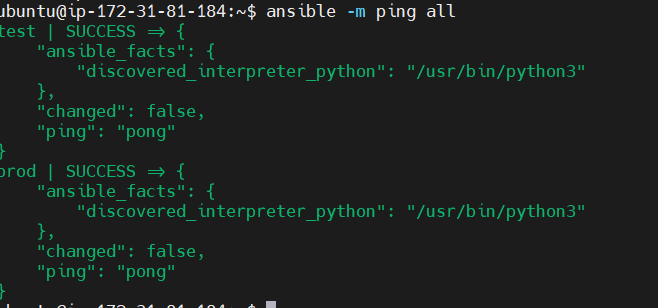 ubuntu@ip-172-31-81-184:~$ ansible -m ping all
test | SUCCESS => {
    "ansible_facts": {
        "discovered_interpreter_python": "/usr/bin/python3"
    },
    "changed": false,
    "ping": "pong"
}
prod | SUCCESS => {
    "ansible_facts": {
        "discovered_interpreter_python": "/usr/bin/python3"
    },
    "changed": false,
    "ping": "pong"
}
ubuntu@ip-172-31-81-184:~$